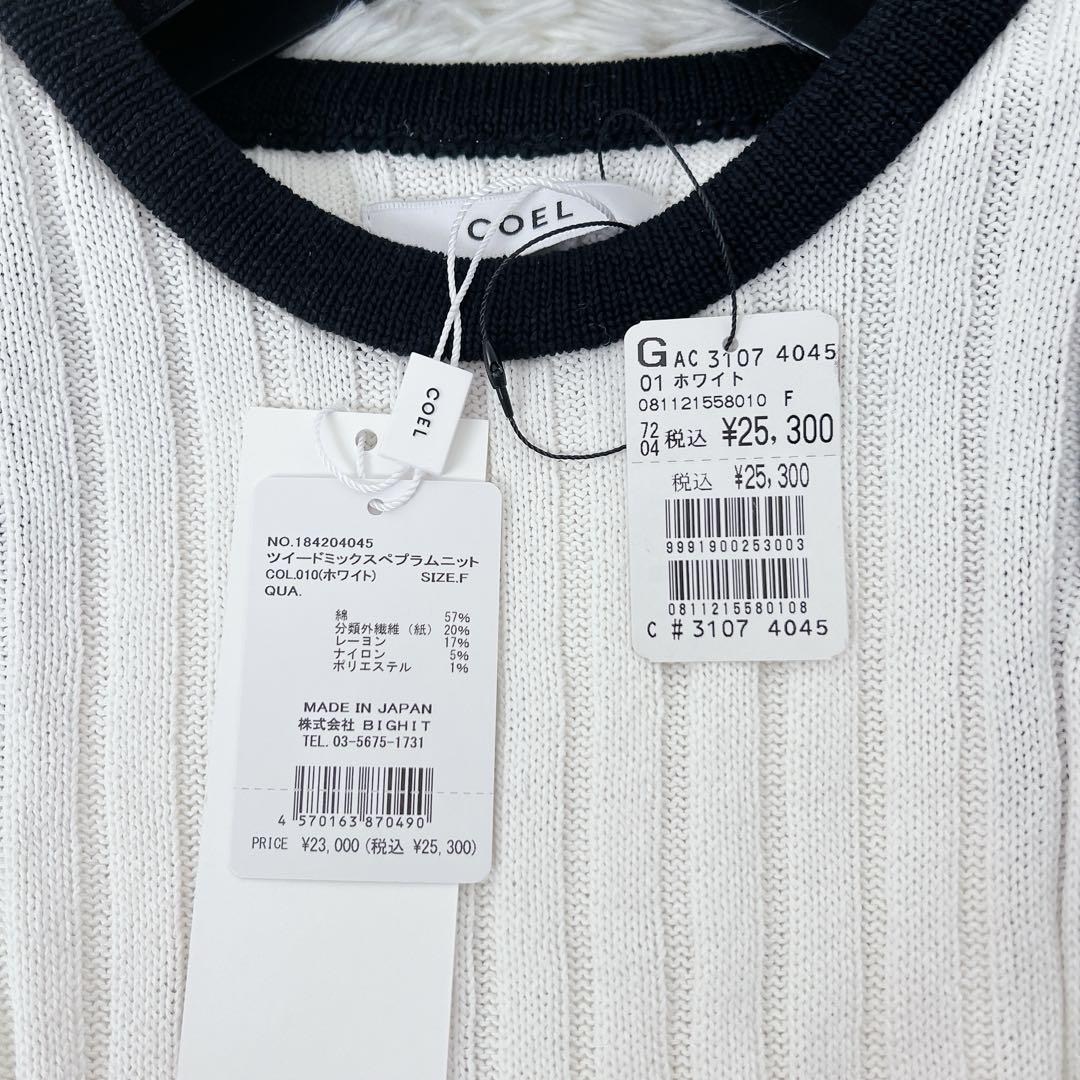 COEL
COEL
NO.184204045
ツイードミックスペプラムニット
COL.010(ホワイト) SIZE.F
QUA.
綿 57%
分類外繊維（紙） 20%
レーヨン 17%
ナイロン 5%
ポリエステル 1%
MADE IN JAPAN
株式会社 BIGHIT
TEL. 03-5675-1731
4 570163 870490
PRICE ¥23,000 (税込 ¥25,300)
G AC 3107 4045
01 ホワイト
081121558010 F
72
04 税込 ¥25,300
税込 ¥25,300
9991900253003
0811215580108
C # 3107 4045